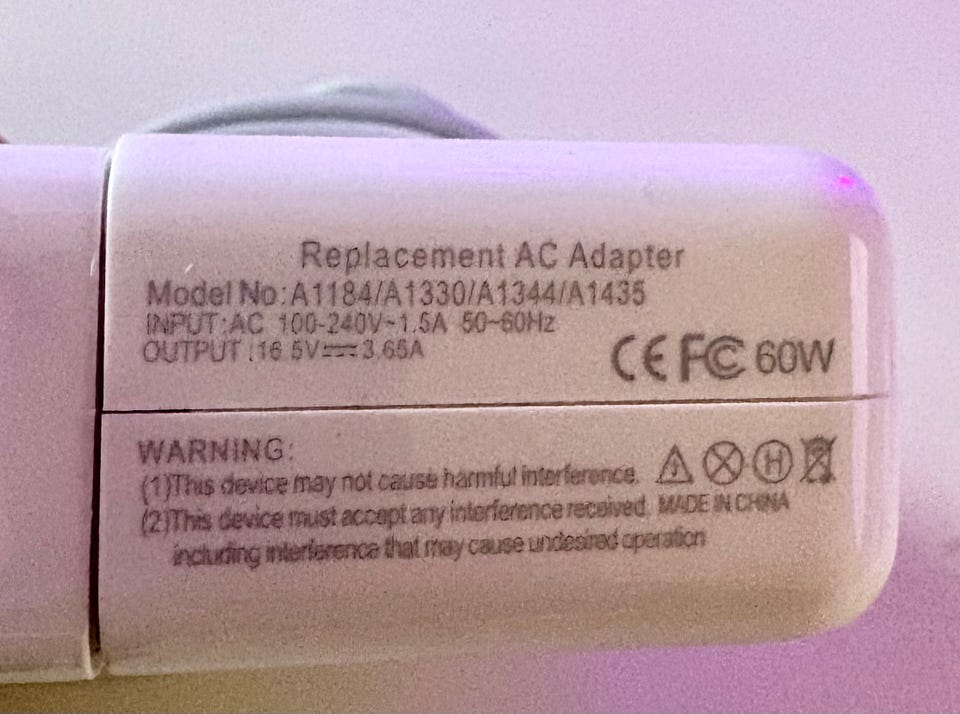 Replacement AC Adapter
Model No:A1184/A1330/A1344/A1435
INPUT:AC 100-240V~1.5A 50~60Hz
OUTPUT:16.5V⎓3.65A
CE FC 60W
WARNING:
(1)This device may not cause harmful interference.
(2)This device must accept any interference received. MADE IN CHINA
including interference that may cause undesired operation